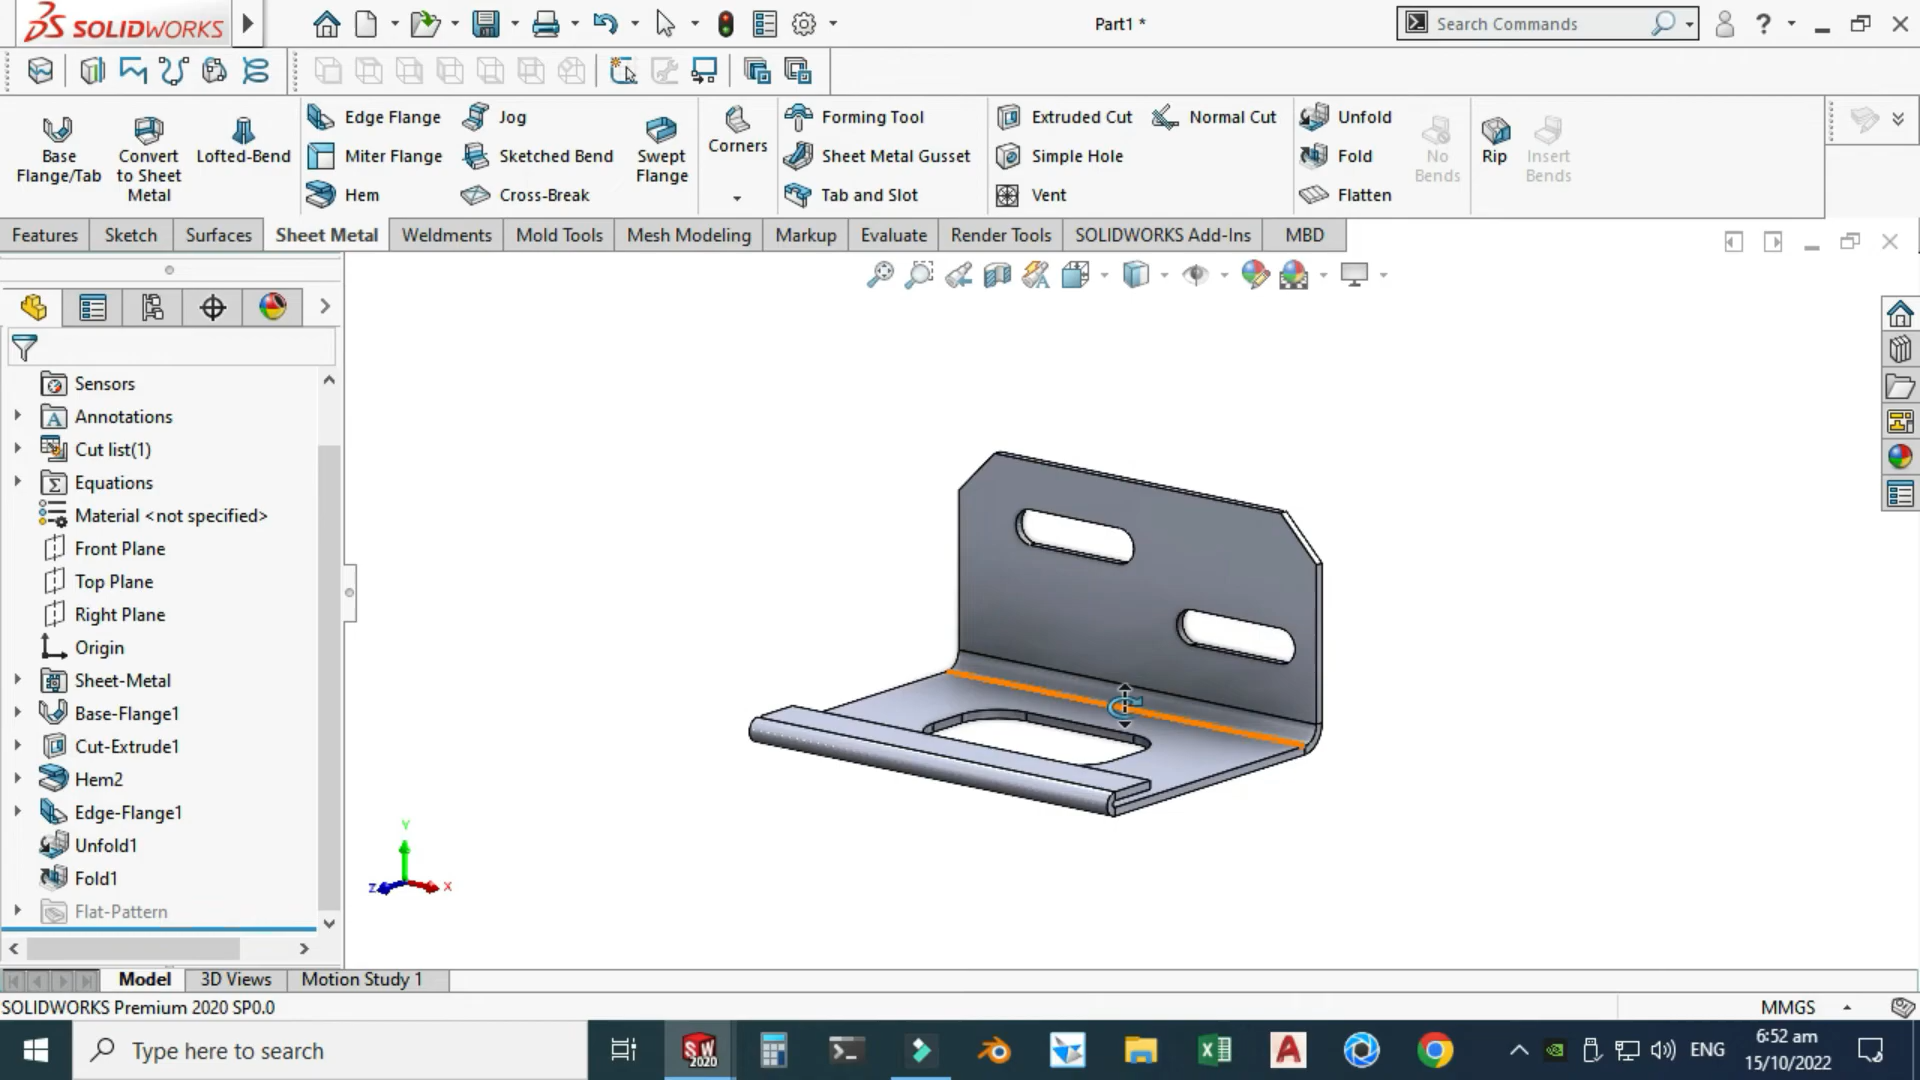 SOLIDWORKS
Part1 *
Search Commands
Base Flange/Tab
Convert to Sheet Metal
Lofted-Bend
Edge Flange
Miter Flange
Hem
Jog
Sketched Bend
Cross-Break
Swept Flange
Corners
Forming Tool
Sheet Metal Gusset
Tab and Slot
Extruded Cut
Simple Hole
Vent
Normal Cut
Unfold
Fold
Flatten
No Bends
Rip
Insert Bends
Features
Sketch
Surfaces
Sheet Metal
Weldments
Mold Tools
Mesh Modeling
Markup
Evaluate
Render Tools
SOLIDWORKS Add-Ins
MBD
Sensors
Annotations
Cut list(1)
Equations
Material <not specified>
Front Plane
Top Plane
Right Plane
Origin
Sheet-Metal
Base-Flange1
Cut-Extrude1
Hem2
Edge-Flange1
Unfold1
Fold1
Flat-Pattern
Y
Z
X
Model
3D Views
Motion Study 1
SOLIDWORKS Premium 2020 SP0.0
MMGS
Type here to search
SW
2020
ENG
6:52 am
15/10/2022